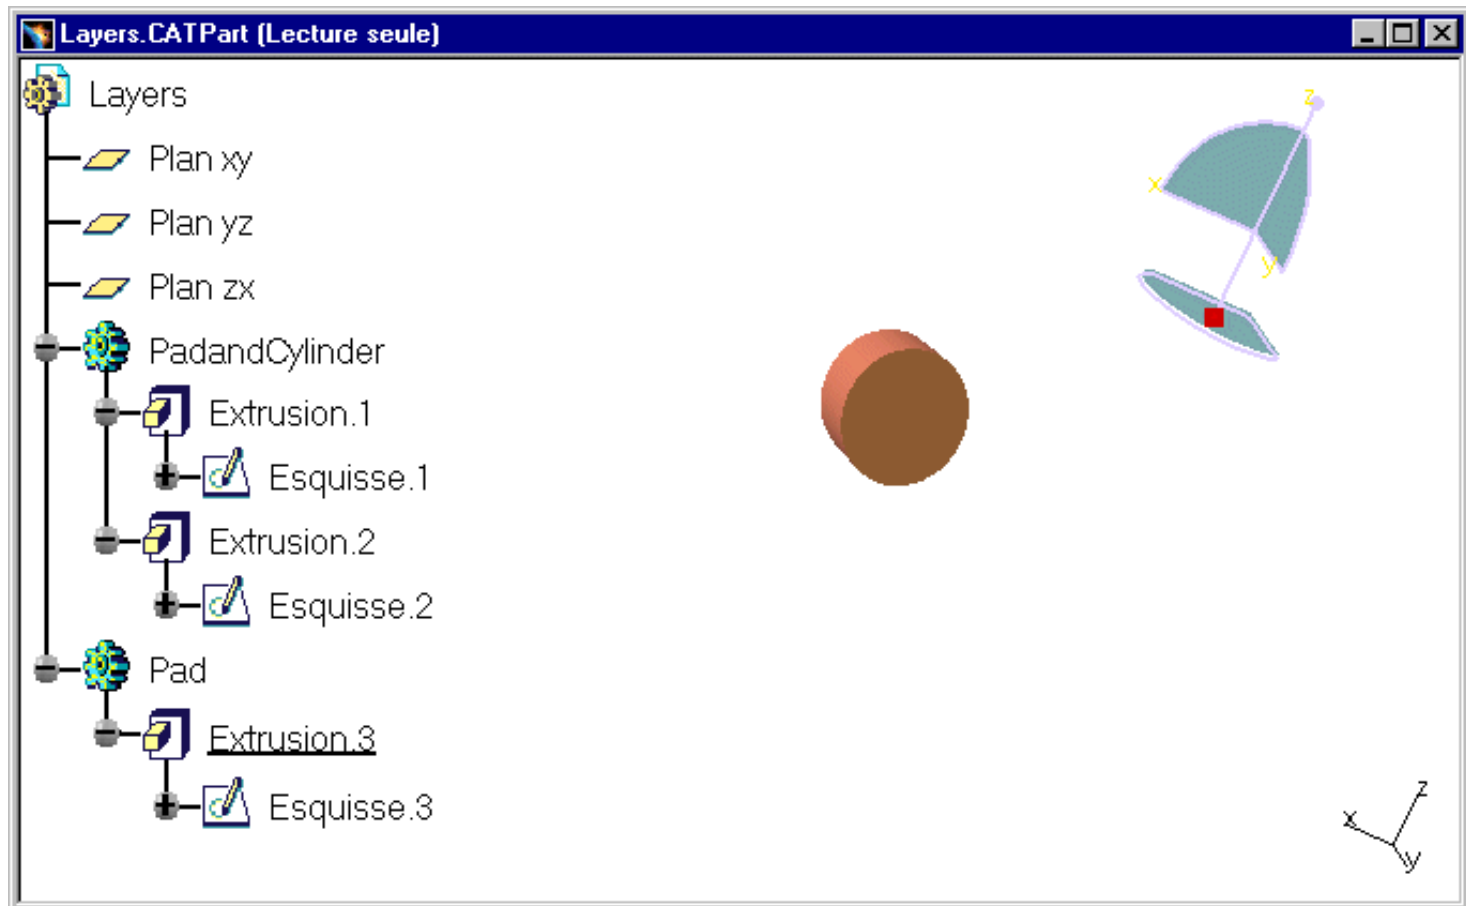 Layers.CATPart (Lecture seule)
Layers
Plan xy
Plan yz
Plan zx
PadandCylinder
Extrusion.1
Esquisse.1
Extrusion.2
Esquisse.2
Pad
Extrusion.3
Esquisse.3
z
x
y
z
x
y